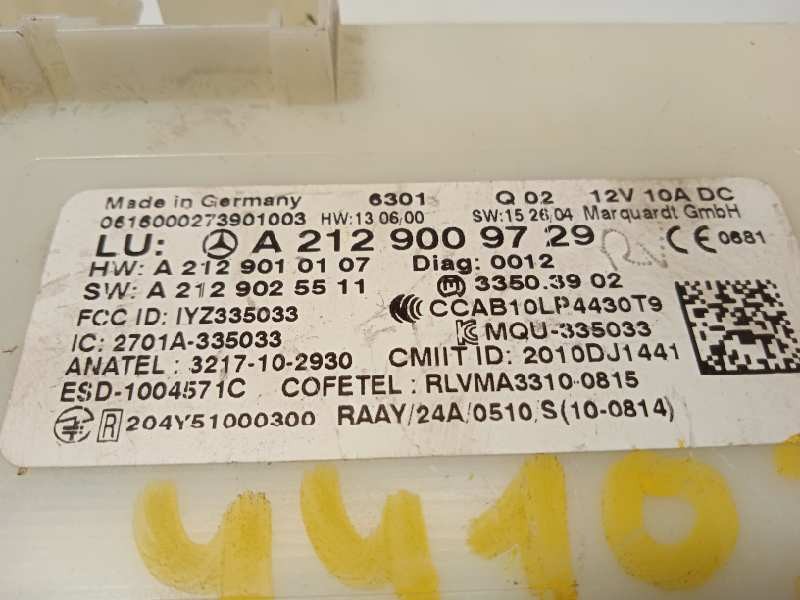 Made in Germany 6301 Q 02 12V 10A DC
0616000273901003 HW:13 06/00 SW:15 26/04 Marquardt GmbH
LU: A 212 900 97 29 CE 0681
HW: A 212 901 01 07 Diag: 0012
SW: A 212 902 55 11 3350.3902
FCC ID: IYZ335033 CCAB10LP4430T9
IC: 2701A-335033 MQU-335033
ANATEL : 3217-10-2930 CMIIT ID: 2010DJ1441
ESD-1004571C COFETEL : RLVMA3310-0815
R 204Y51000300 RAAY/24A/0510/S(10-0814)
4410